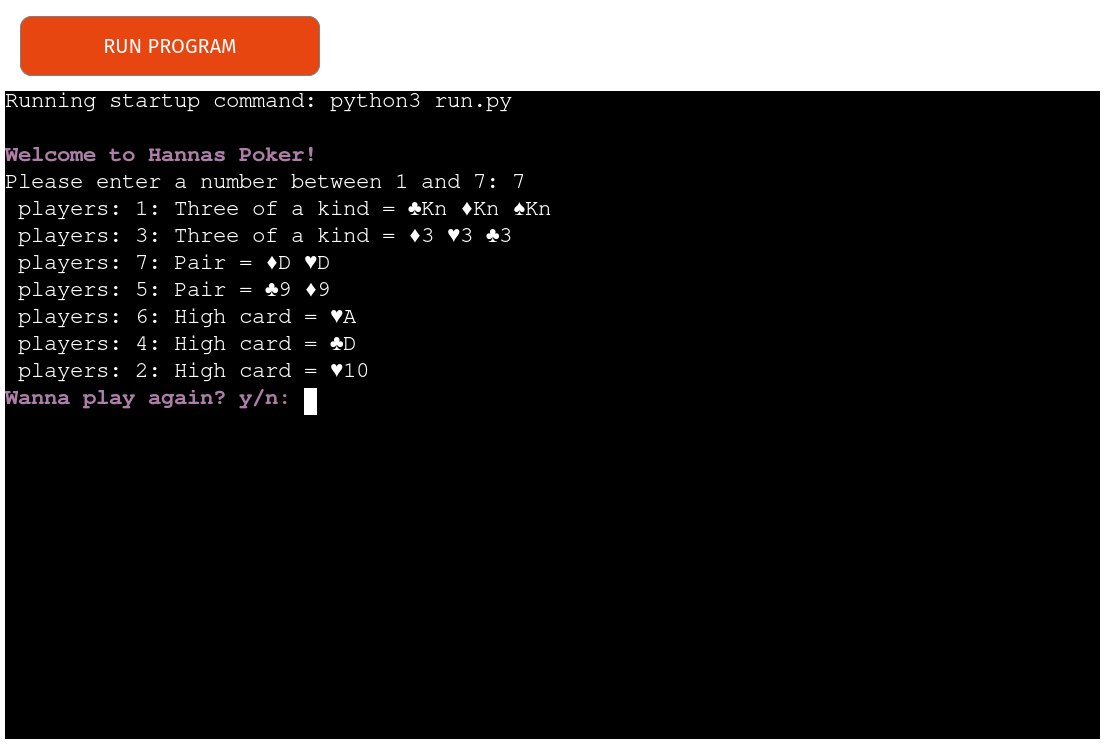 RUN PROGRAM
Running startup command: python3 run.py
Welcome to Hannas Poker!
Please enter a number between 1 and 7: 7
players: 1: Three of a kind = ♣Kn ♦Kn ♠Kn
players: 3: Three of a kind = ♦3 ♥3 ♣3
players: 7: Pair = ♦D ♥D
players: 5: Pair = ♣9 ♦9
players: 6: High card = ♥A
players: 4: High card = ♣D
players: 2: High card = ♥10
Wanna play again? y/n: